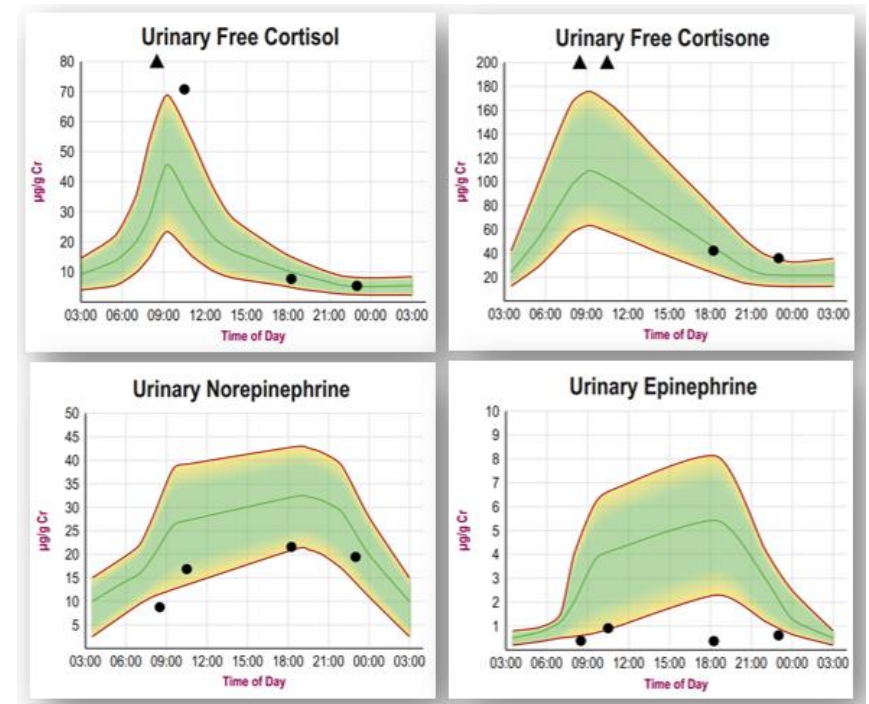 Urinary Free Cortisol
80
70
60
50
40
30
20
10
µg/g Cr
03:00 06:00 09:00 12:00 15:00 18:00 21:00 00:00 03:00
Time of Day
Urinary Free Cortisone
200
180
160
140
120
100
80
60
40
20
µg/g Cr
03:00 06:00 09:00 12:00 15:00 18:00 21:00 00:00 03:00
Time of Day
Urinary Norepinephrine
50
45
40
35
30
25
20
15
10
5
µg/g Cr
03:00 06:00 09:00 12:00 15:00 18:00 21:00 00:00 03:00
Time of Day
Urinary Epinephrine
10
9
8
7
6
5
4
3
2
1
µg/g Cr
03:00 06:00 09:00 12:00 15:00 18:00 21:00 00:00 03:00
Time of Day